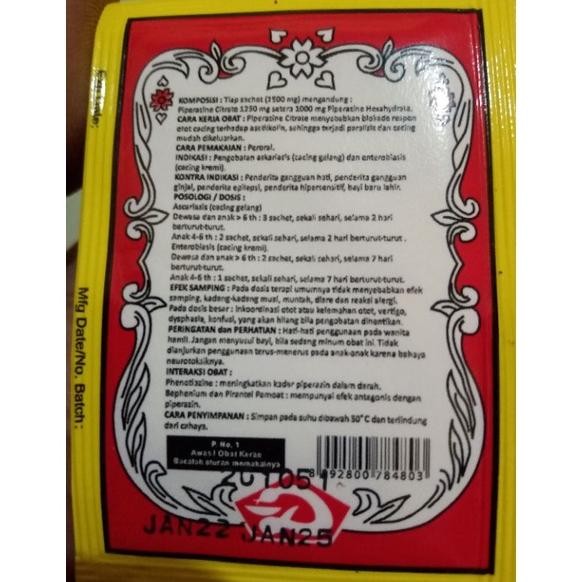 KOMPOSISI : Tiap sachet (1500 mg) mengandung :
Piperazine Citrate 1250 mg setara 1000 mg Piperazine Hexahydrate.
CARA KERJA OBAT : Piperazine Citrate menyebabkan blokade respon
otot cacing terhadap asetilkolin, sehingga terjadi paralisis dan cacing
mudah dikeluarkan.
CARA PEMAKAIAN : Peroral.
INDIKASI : Pengobatan askariasis (cacing gelang) dan enterobiasis
(cacing kremi).
KONTRA INDIKASI : Penderita gangguan hati, penderita gangguan
ginjal, penderita epilepsi, penderita hipersensitif, bayi baru lahir.
POSOLOGI / DOSIS :
Ascariasis (cacing gelang)
Dewasa dan anak > 6 th : 3 sachet, sekali sehari, selama 2 hari
berturut-turut.
Anak 4-6 th : 2 sachet, sekali sehari, selama 2 hari berturut-turut.
Enterobiasis (cacing kremi).
Dewasa dan anak > 6 th : 2 sachet, sekali sehari, selama 7 hari
berturut-turut.
Anak 4-6 th : 1 sachet, sekali sehari, selama 7 hari berturut-turut.
EFEK SAMPING : Pada dosis terapi umumnya tidak menyebabkan efek
samping, kadang-kadang mual, muntah, diare dan reaksi alergi.
Pada dosis besar : inkoordinasi otot atau kelemahan otot, vertigo,
dysphasia, konfusi, yang akan hilang bila pengobatan dihentikan.
PERINGATAN dan PERHATIAN : Hati-hati penggunaan pada wanita
hamil. Jangan menyusui bayi, bila sedang minum obat ini. Tidak
dianjurkan penggunaan terus-menerus pada anak-anak karena bahaya
neurotoksiknya.
INTERAKSI OBAT :
Phenotiazine : meningkatkan kadar piperazin dalam darah.
Bephenium dan Pirantel Pamoat : mempunyai efek antagonis dengan
piperazin.
CARA PENYIMPANAN : Simpan pada suhu dibawah 30°C dan terlindung
dari cahaya.
P. No. 1
Awas! Obat Keras
Bacalah aturan memakainya
8 992800 784803
JAN22 JAN25
Mfg Date/No. Batch :